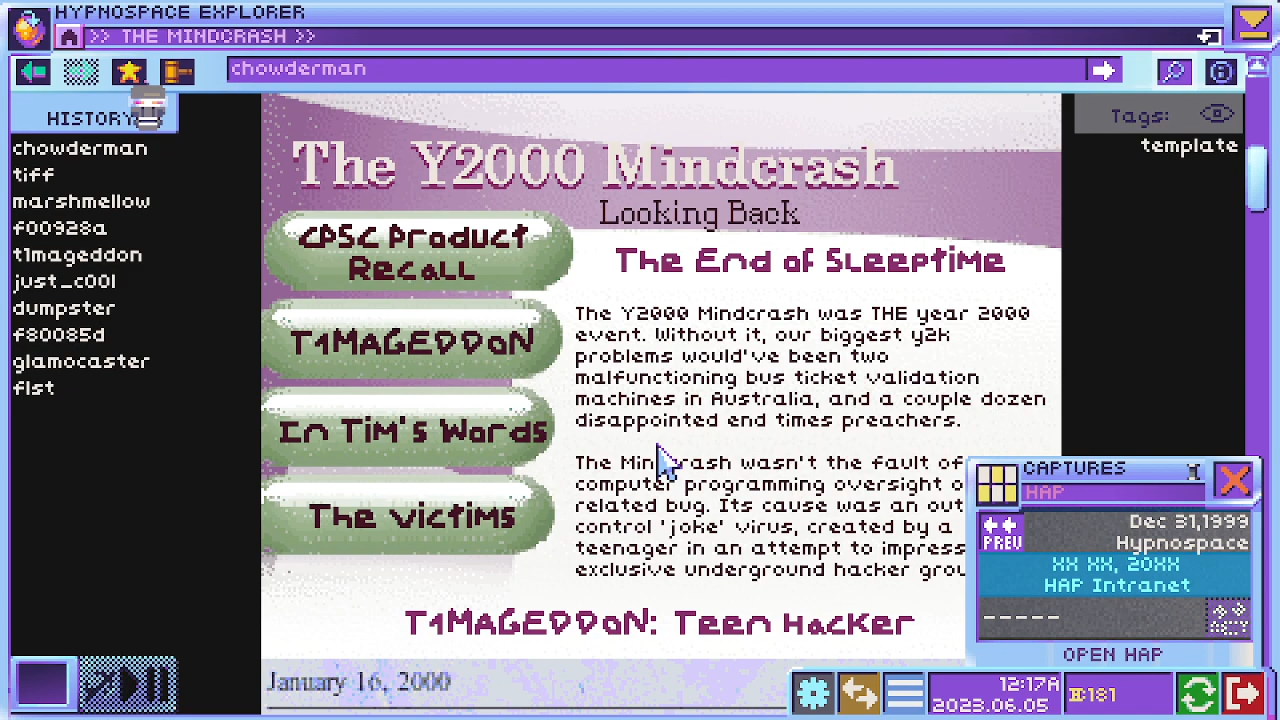 HYPNOSPACE EXPLORER
>> THE MINDCRASH >>
chowderman
HISTORY
chowderman
tiff
marshmellow
f00928a
t1mageddon
just_c00l
dumpster
f80085d
glamocaster
flst
Tags:
template
The Y2000 Mindcrash
Looking Back
CPSC Product
Recall
T1MAGEDDoN
In Tim's Words
The Victims
The End of Sleeptime
The Y2000 Mindcrash was THE year 2000
event. Without it, our biggest y2k
problems would've been two
malfunctioning bus ticket validation
machines in Australia, and a couple dozen
disappointed end times preachers.
The Mindcrash wasn't the fault of
computer programming oversight o
related bug. Its cause was an out
control 'joke' virus, created by a
teenager in an attempt to impress
exclusive underground hacker grou
T1MAGEDDoN: Teen Hacker
January 16, 2000
CAPTURES
HAP
PREV
Dec 31,1999
Hypnospace
XX XX, 20XX
HAP Intranet
-----
OPEN HAP
12:17A
2023.06.05
:181